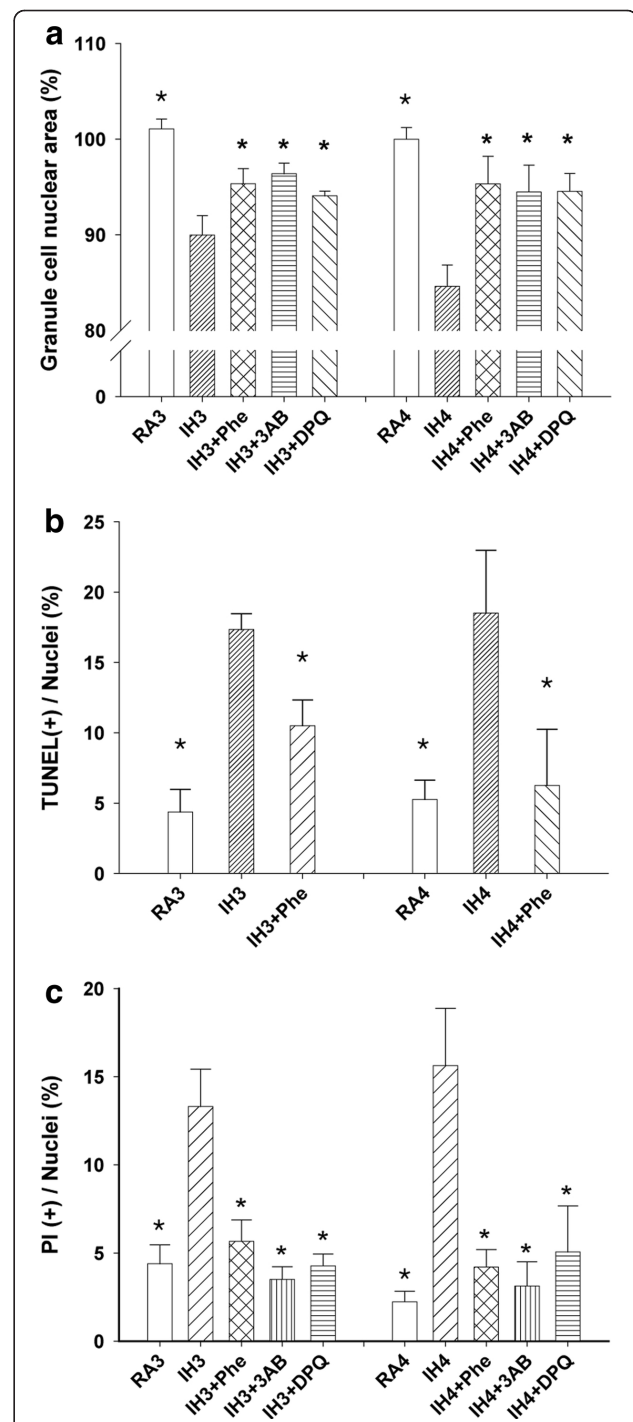 a
Granule cell nuclear area (%)
110
100
90
80
0
* * * * * * * *
RA3 IH3 IH3+Phe IH3+3AB IH3+DPQ RA4 IH4 IH4+Phe IH4+3AB IH4+DPQ
b
TUNEL(+) / Nuclei (%)
25
20
15
10
5
0
* * * *
RA3 IH3 IH3+Phe RA4 IH4 IH4+Phe
c
PI (+) / Nuclei (%)
20
15
10
5
0
* * * * * * * *
RA3 IH3 IH3+Phe IH3+3AB IH3+DPQ RA4 IH4 IH4+Phe IH4+3AB IH4+DPQ